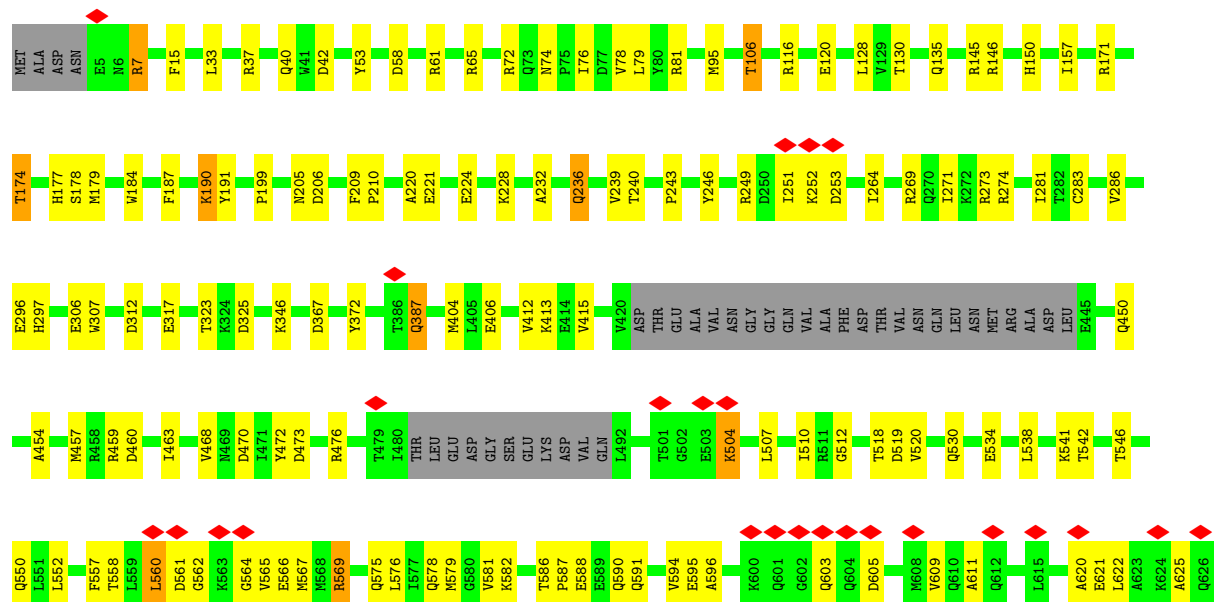 MET ALA ASP ASN E5 N6 R7 F15 L33 R37 Q40 W41 D42 Y53 D58 R61 R65 R72 Q73 N74 P75 I76 D77 V78 L79 Y80 R81 M95 T106 R116 E120 L128 V129 T130 Q135 R145 R146 H150 I157 R171
T174 H177 S178 M179 W184 F187 K190 Y191 P199 N205 D206 F209 P210 A220 E221 E224 K228 A232 Q236 V239 T240 P243 Y246 R249 D250 I251 K252 D253 I264 R269 Q270 I271 K272 R273 R274 I281 T282 C283 V286
E296 H297 E306 W307 D312 E317 T323 K324 D325 K346 D367 Y372 T386 Q387 M404 L405 E406 V412 K413 E414 V415 V420 ASP THR GLU ALA VAL ASN GLY GLY GLN VAL ALA PHE ASP THR VAL ASN GLN LEU ASN MET ARG ALA ASP LEU E445 Q450
A454 M457 R458 R459 D460 I463 V468 N469 D470 I471 Y472 D473 R476 T479 I480 THR LEU GLU ASP GLY SER GLU LYS ASP VAL GLN L492 T501 G502 E503 K504 L507 I510 R511 G512 T518 D519 V520 Q530 E534 L538 K541 T542 T546
Q550 L551 L552 F557 T558 L559 L560 D561 G562 K563 G564 V565 E566 M567 M568 R569 Q575 L576 I577 Q578 M579 G580 V581 K582 T586 P587 E588 E589 Q590 Q591 V594 E595 A596 K600 Q601 G602 Q603 Q604 D605 M608 V609 Q610 A611 Q612 L615 A620 E621 L622 A623 K624 A625 Q626